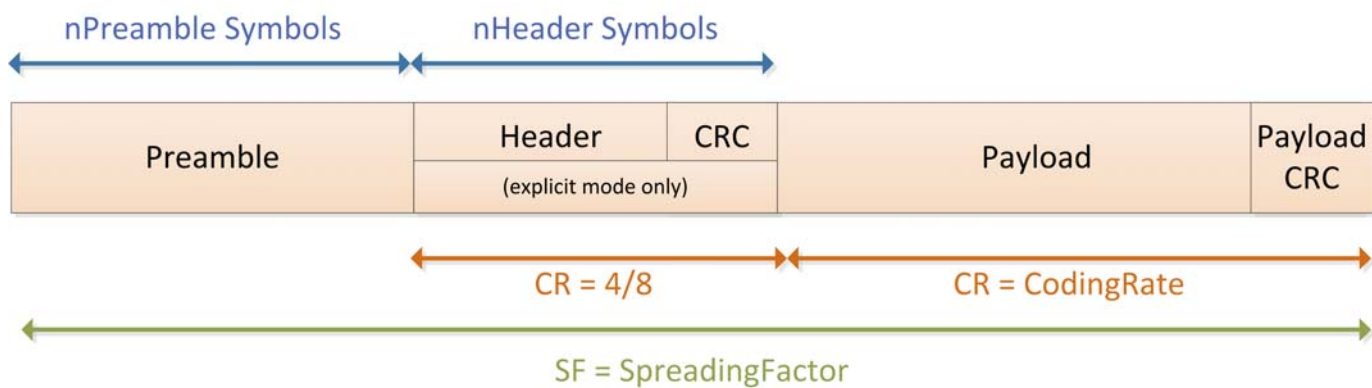 nPreamble Symbols
nHeader Symbols
Preamble
Header
CRC
(explicit mode only)
Payload
Payload
CRC
CR = 4/8
CR = CodingRate
SF = SpreadingFactor